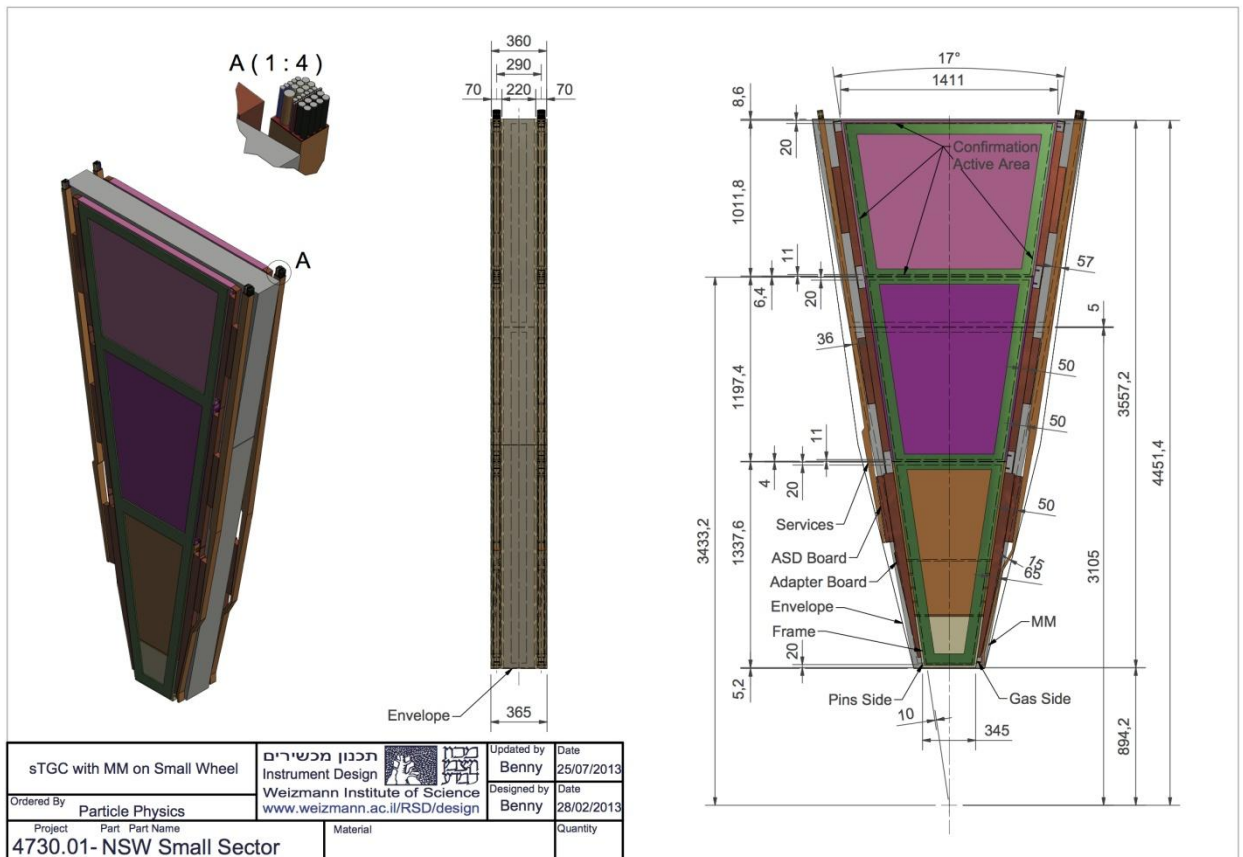 A ( 1 : 4 )
A
360
290
70
220
70
Envelope
365
17°
1411
8,6
20
1011,8
Confirmation
Active Area
11
6,4
20
57
5
36
50
1197,4
3557,2
4451,4
50
11
4
20
50
Services
3433,2
1337,6
ASD Board
15
3105
Adapter Board
65
Envelope
MM
Frame
20
5,2
Pins Side
Gas Side
10
345
894,2
sTGC with MM on Small Wheel
תכנון מכשירים
Instrument Design
Weizmann Institute of Science
www.weizmann.ac.il/RSD/design
Updated by
Benny
Date
25/07/2013
Designed by
Benny
Date
28/02/2013
Ordered By
Particle Physics
Project Part Part Name
4730.01- NSW Small Sector
Material
Quantity